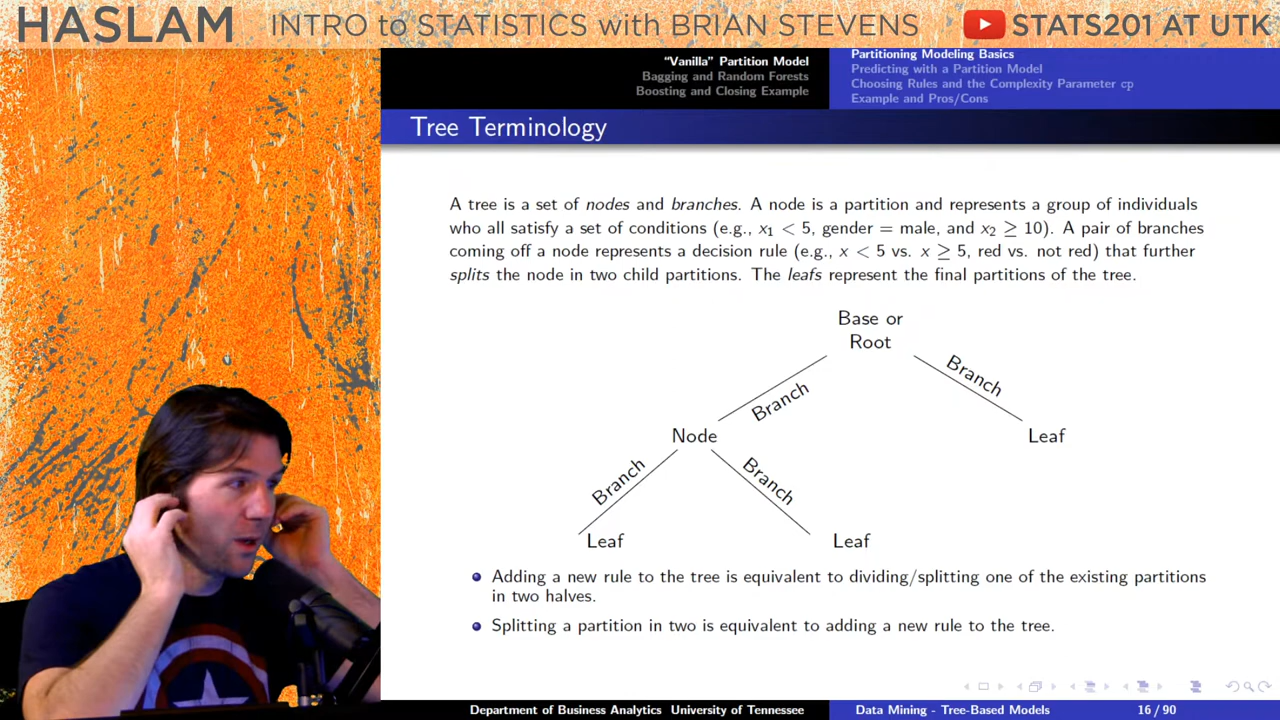 HASLAM INTRO to STATISTICS with BRIAN STEVENS STATS201 AT UTK
"Vanilla" Partition Model
Bagging and Random Forests
Boosting and Closing Example
Partitioning Modeling Basics
Predicting with a Partition Model
Choosing Rules and the Complexity Parameter cp
Example and Pros/Cons
Tree Terminology
A tree is a set of nodes and branches. A node is a partition and represents a group of individuals
who all satisfy a set of conditions (e.g., x₁ < 5, gender = male, and x₂ ≥ 10). A pair of branches
coming off a node represents a decision rule (e.g., x < 5 vs. x ≥ 5, red vs. not red) that further
splits the node in two child partitions. The leafs represent the final partitions of the tree.
Base or
Root
Branch
Branch
Node
Leaf
Branch
Branch
Leaf
Leaf
Adding a new rule to the tree is equivalent to dividing/splitting one of the existing partitions
in two halves.
Splitting a partition in two is equivalent to adding a new rule to the tree.
Department of Business Analytics University of Tennessee
Data Mining - Tree-Based Models
16 / 90